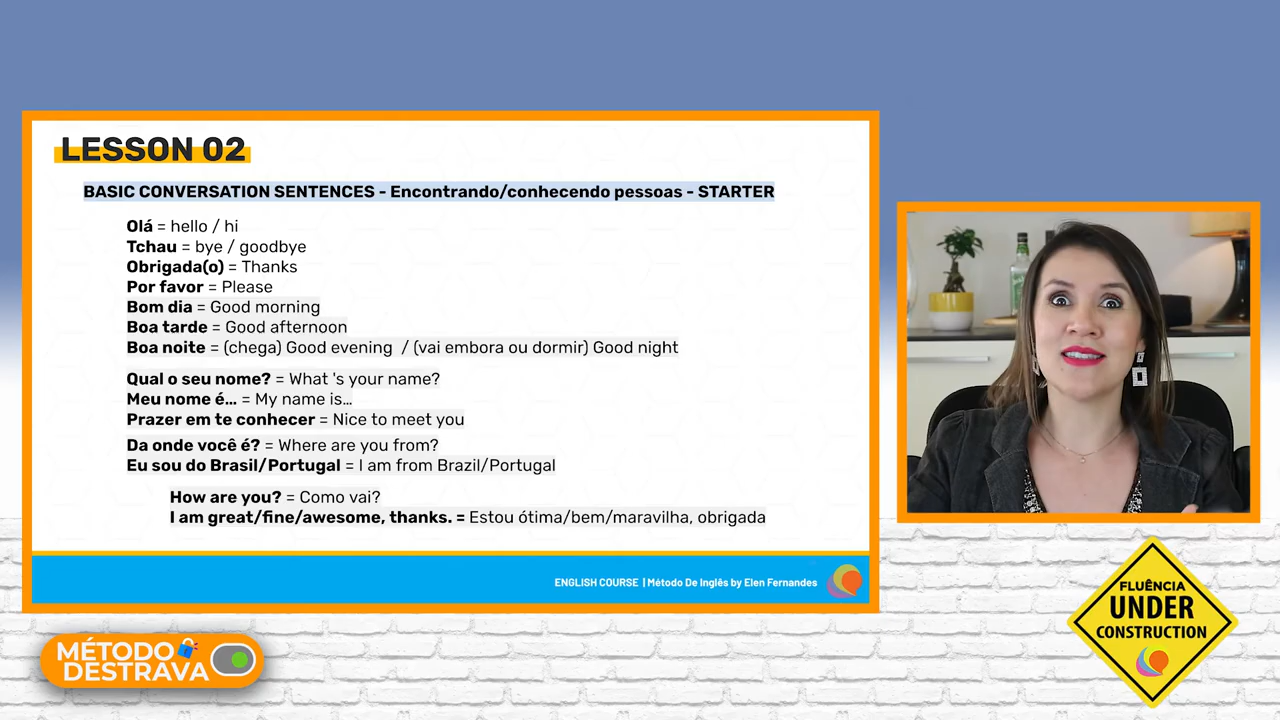 LESSON 02
BASIC CONVERSATION SENTENCES - Encontrando/conhecendo pessoas - STARTER
Olá = hello / hi
Tchau = bye / goodbye
Obrigada(o) = Thanks
Por favor = Please
Bom dia = Good morning
Boa tarde = Good afternoon
Boa noite = (chega) Good evening / (vai embora ou dormir) Good night
Qual o seu nome? = What 's your name?
Meu nome é... = My name is...
Prazer em te conhecer = Nice to meet you
Da onde você é? = Where are you from?
Eu sou do Brasil/Portugal = I am from Brazil/Portugal
How are you? = Como vai?
I am great/fine/awesome, thanks. = Estou ótima/bem/maravilha, obrigada
ENGLISH COURSE | Método De Inglês by Elen Fernandes
MÉTODO
DESTRAVA
FLUÊNCIA
UNDER
CONSTRUCTION